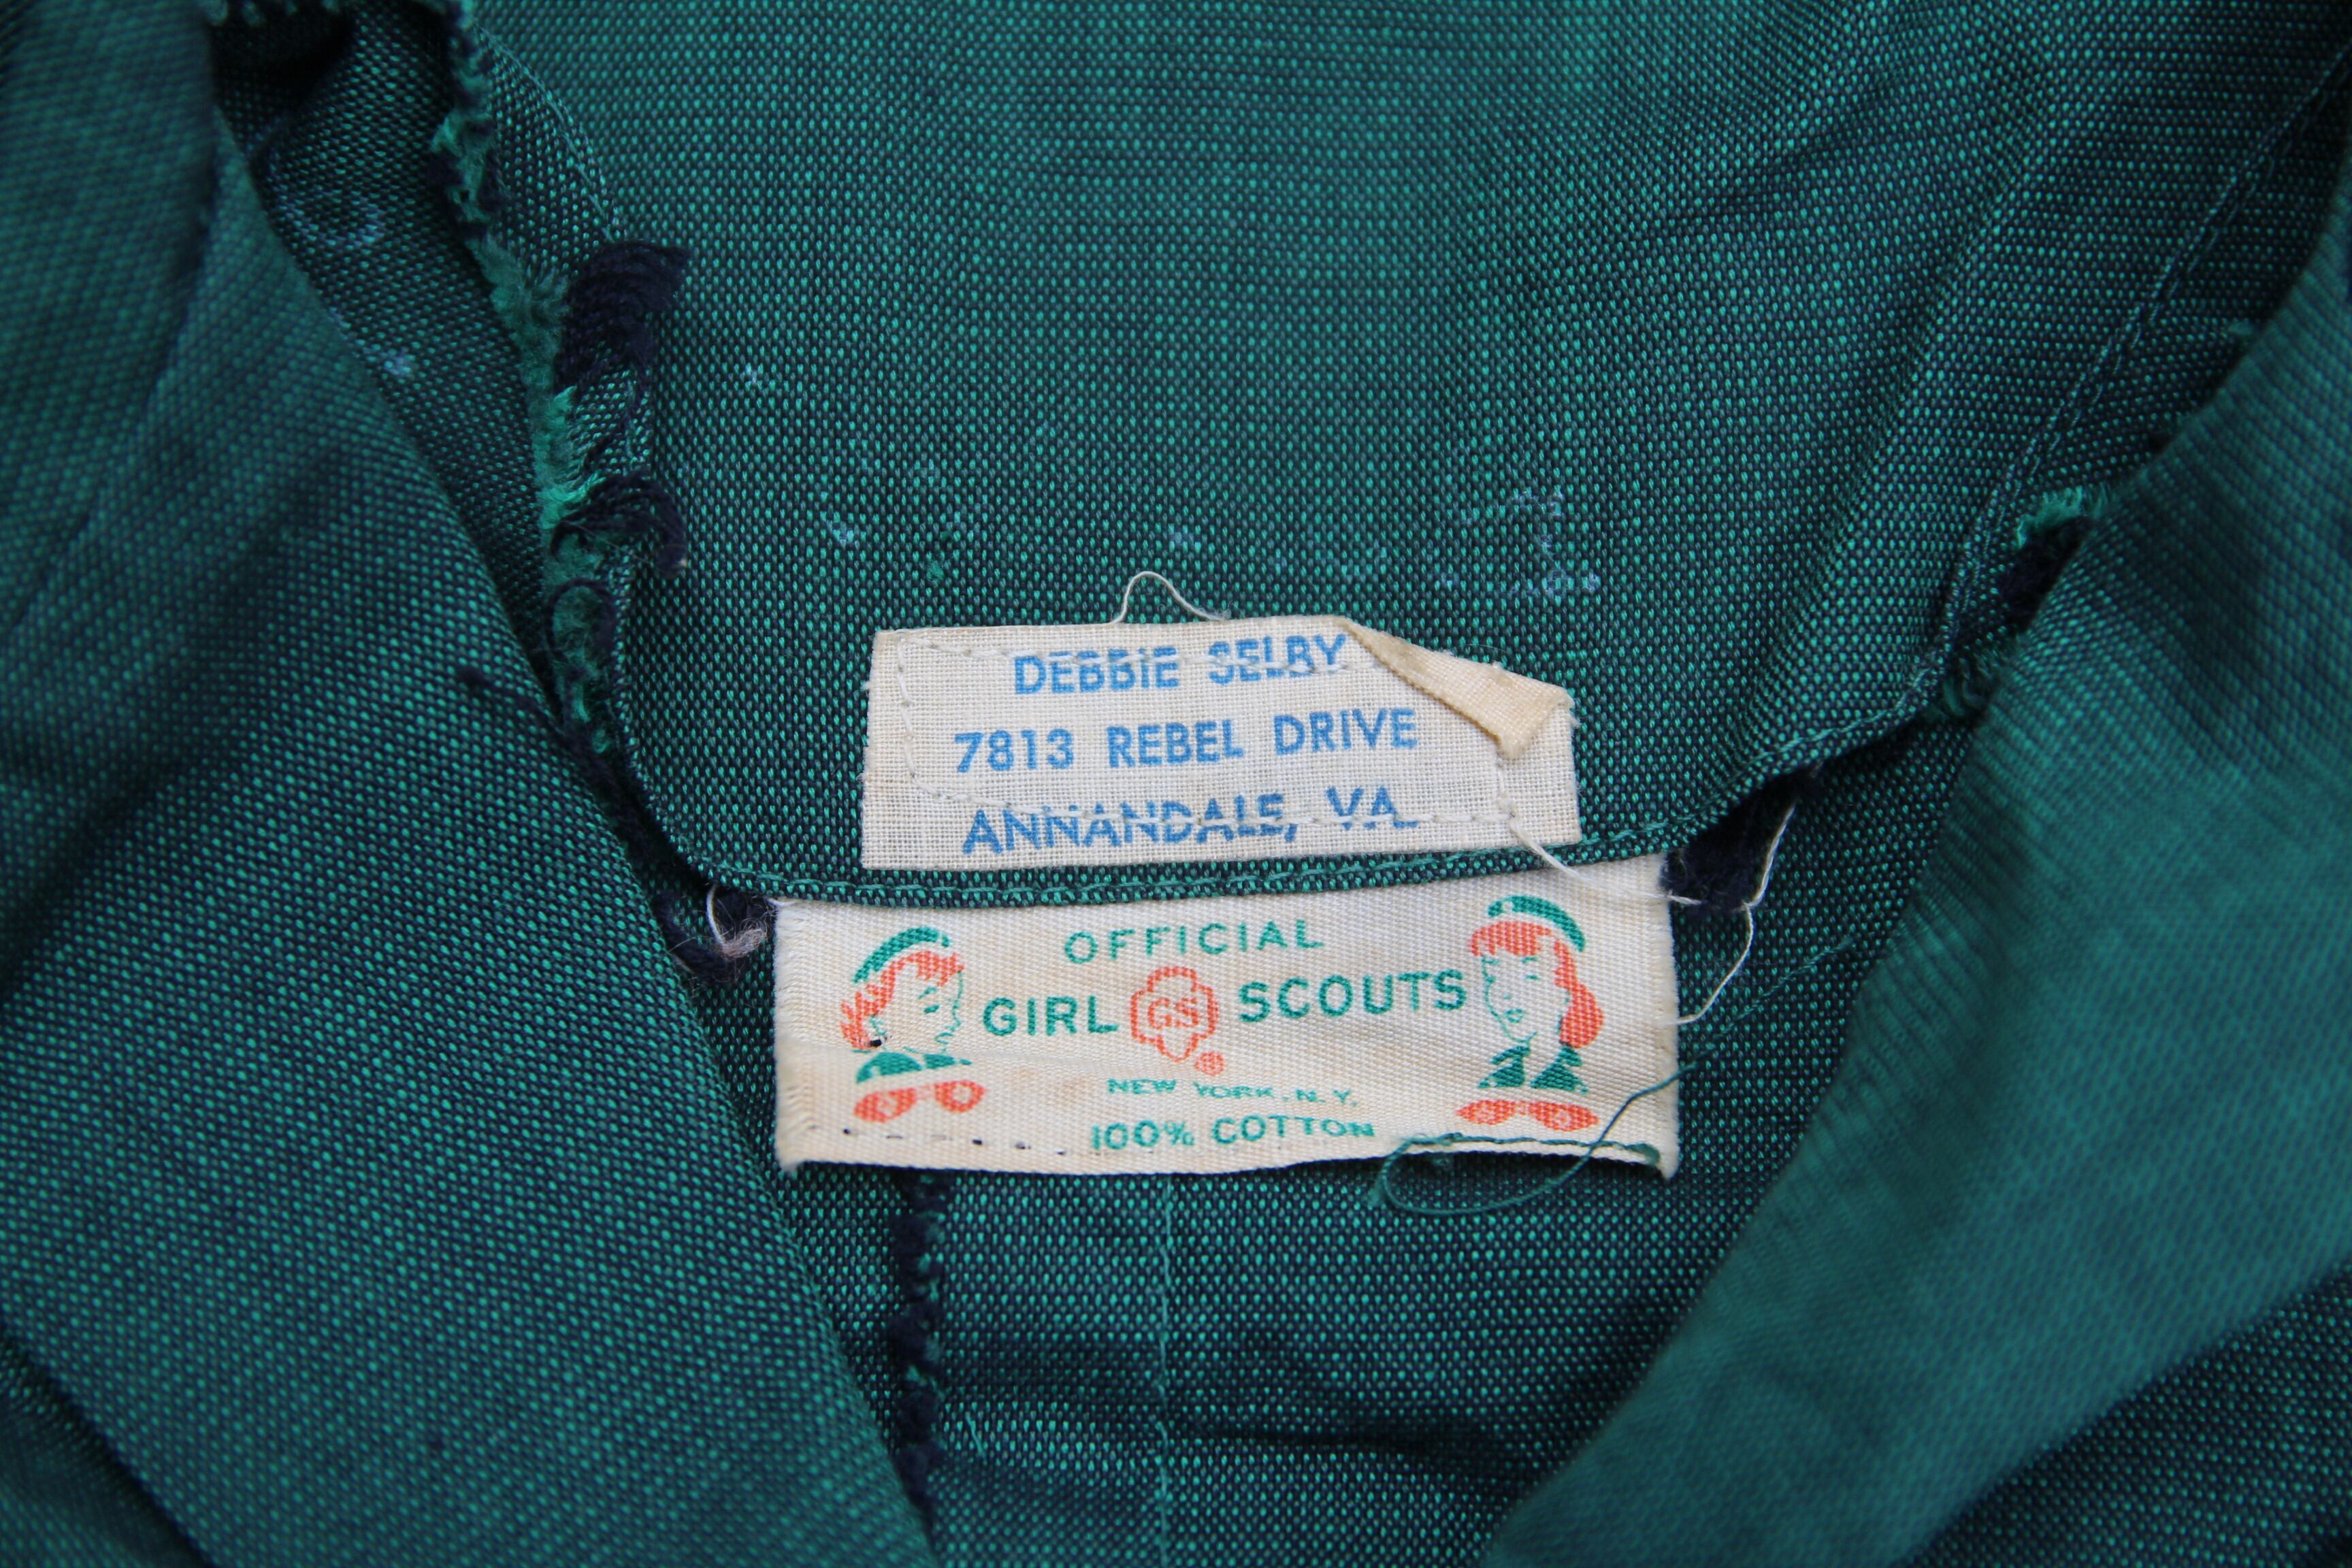 DEBBIE SELBY
7813 REBEL DRIVE
ANNANDALE, VA.
OFFICIAL
GIRL GS SCOUTS
®
NEW YORK, N.Y.
100% COTTON